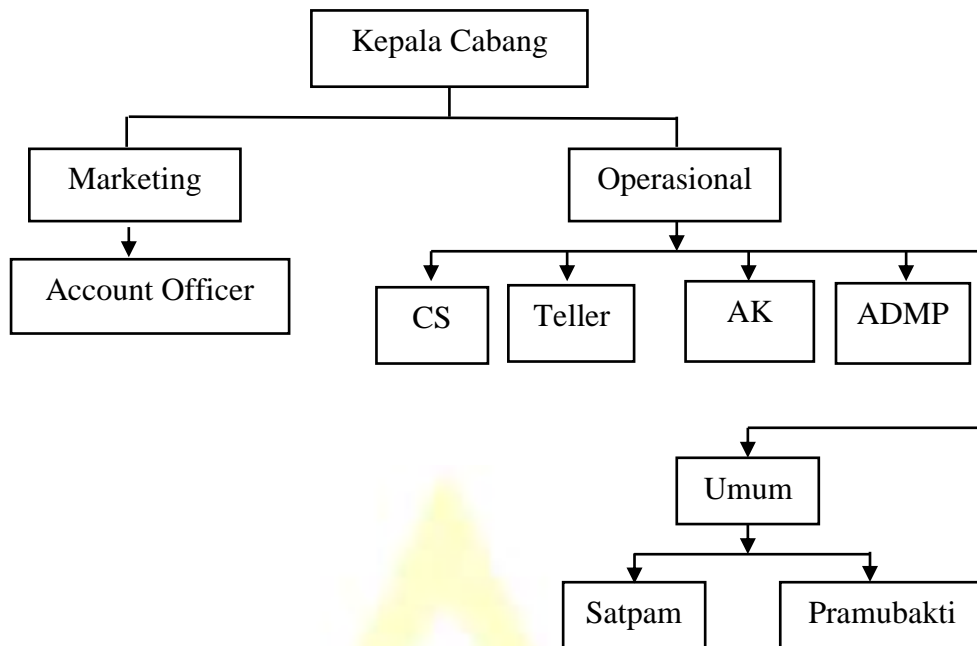 Kepala Cabang
Marketing
Operasional
Account Officer
CS
Teller
AK
ADMP
Umum
Satpam
Pramubakti